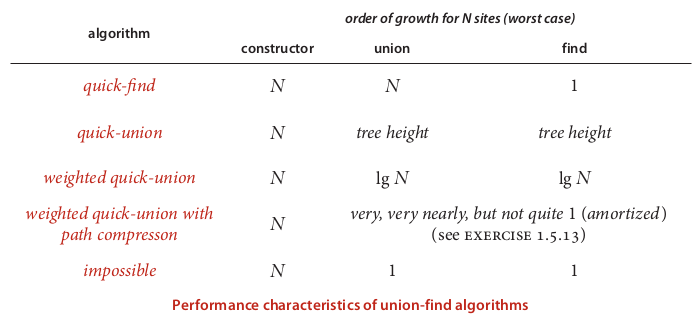 order of growth for N sites (worst case)
algorithm
constructor union find
quick-find N N 1
quick-union N tree height tree height
weighted quick-union N lg N lg N
weighted quick-union with
path compresson N very, very nearly, but not quite 1 (amortized)
(see EXERCISE 1.5.13)
impossible N 1 1
Performance characteristics of union-find algorithms